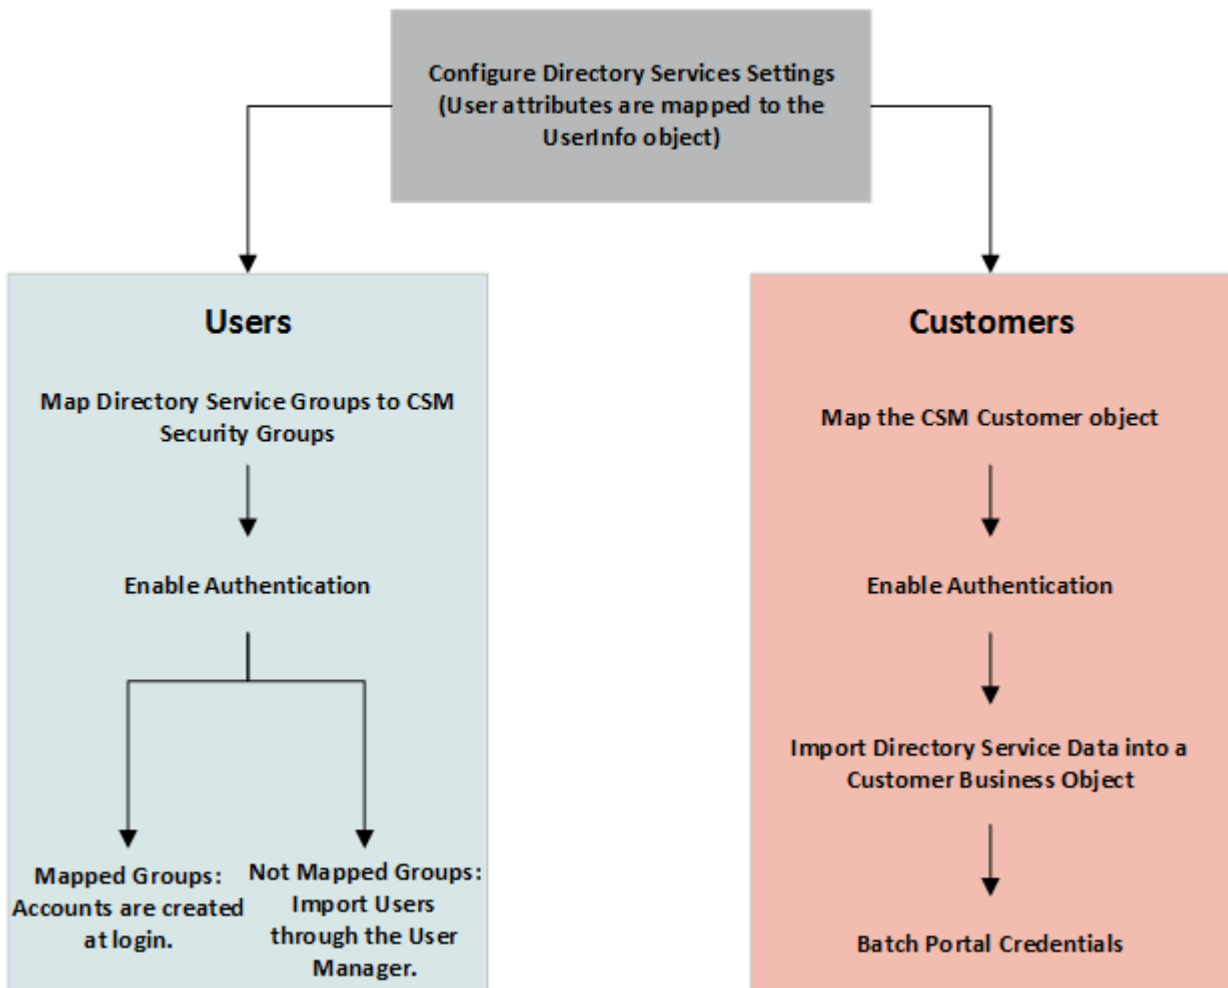 Configure Directory Services Settings
(User attributes are mapped to the
UserInfo object)
Users
Map Directory Service Groups to CSM
Security Groups
Enable Authentication
Mapped Groups:
Accounts are created
at login.
Not Mapped Groups:
Import Users
through the User
Manager.
Customers
Map the CSM Customer object
Enable Authentication
Import Directory Service Data into a
Customer Business Object
Batch Portal Credentials